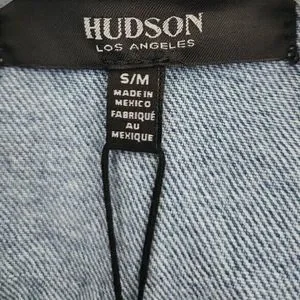 HUDSON
LOS ANGELES
S/M
MADE IN
MEXICO
FABRIQUÉ
AU
MEXIQUE